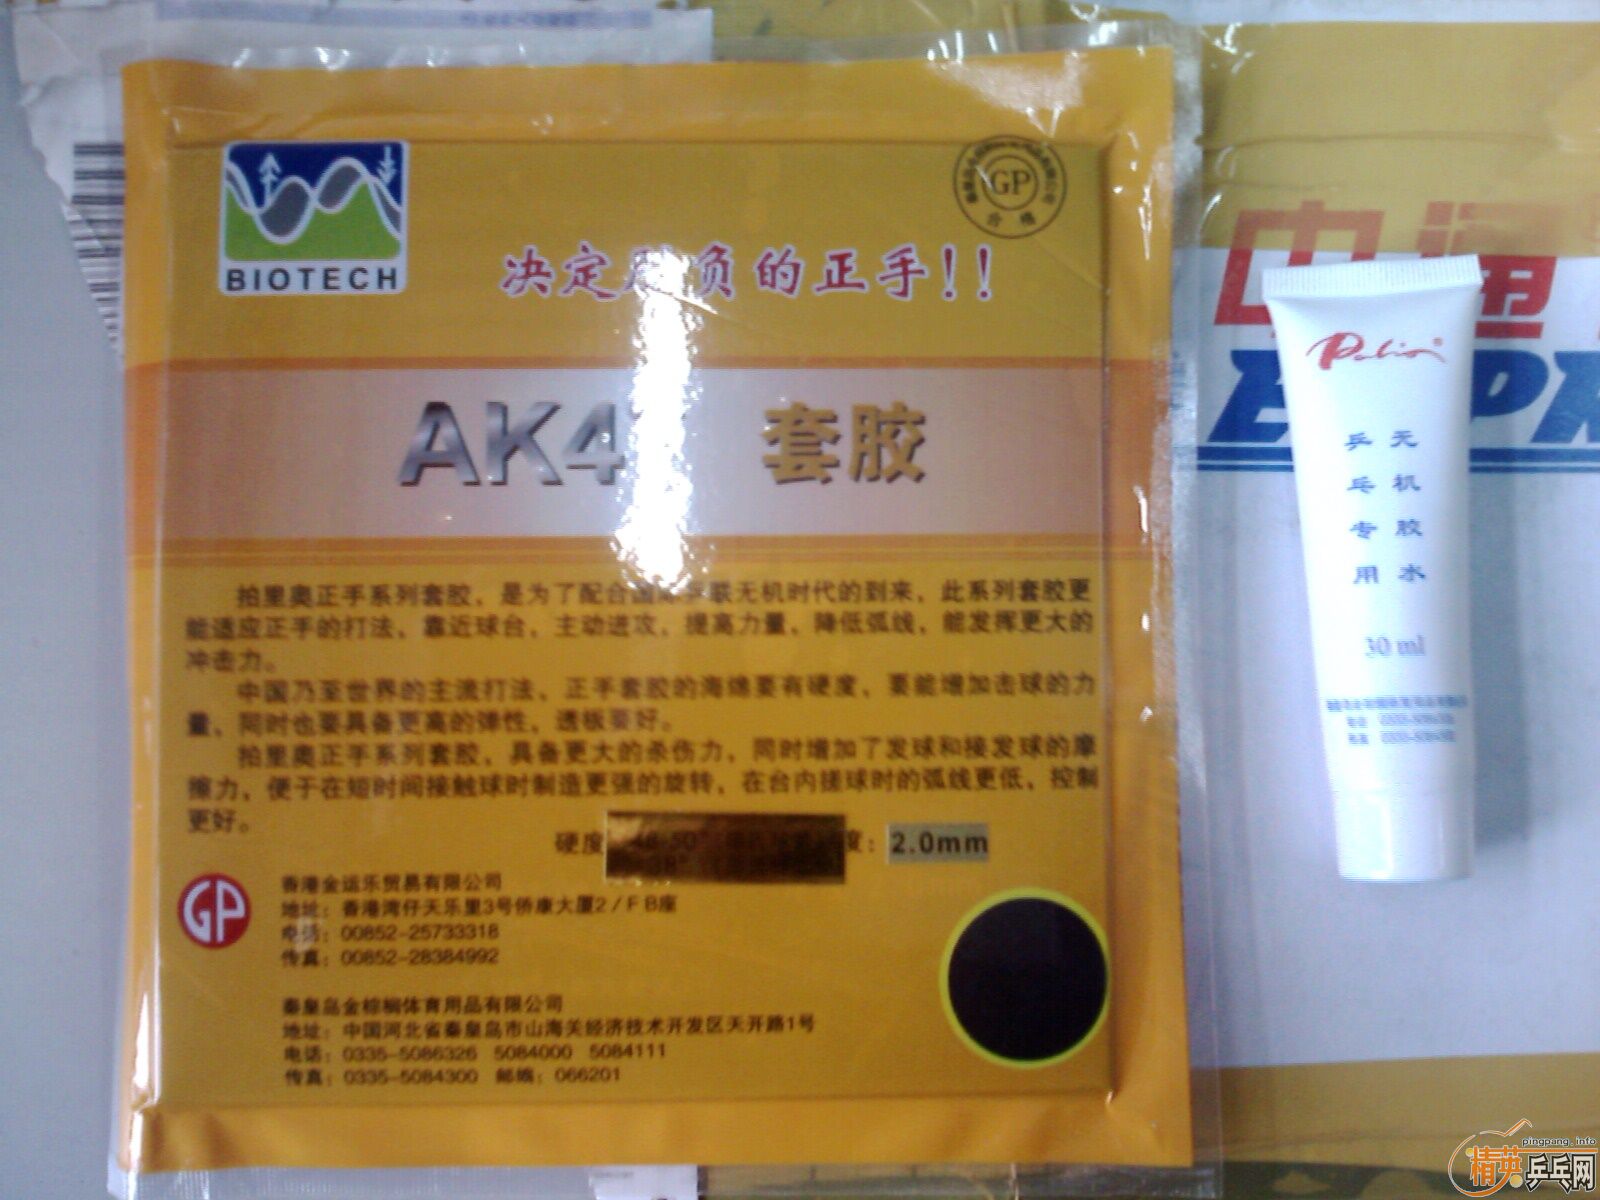 BIOTECH
GP
合格
决定 负的正手!!
AK4
套胶
拍里奥正手系列套胶，是为了配合国际乒联无机时代的到来，此系列套胶更
能适应正手的打法，靠近球台，主动进攻，提高力量，降低弧线，能发挥更大的
冲击力。
中国乃至世界的主流打法，正手套胶的海绵要有硬度，要能增加击球的力
量，同时也要具备更高的弹性，透板要好。
拍里奥正手系列套胶，具备更大的杀伤力，同时增加了发球和接发球的摩
擦力，便于在短时间接触球时制造更强的旋转，在台内搓球时的弧线更低，控制
更好。
硬度 度：2.0mm
GP
香港金运乐贸易有限公司
地址：香港湾仔天乐里3号侨康大厦2/F B座
电话：00852-25733318
传真：00852-28384992
秦皇岛金棕榈体育用品有限公司
地址：中国河北省秦皇岛市山海关经济技术开发区天开路1号
电话：0335-5086326 5084000 5084111
传真：0335-5084300 邮编：066201
中通
Palio®
无机胶水
乒乓专用
30 ml
pingpang.info
精英乒乓网